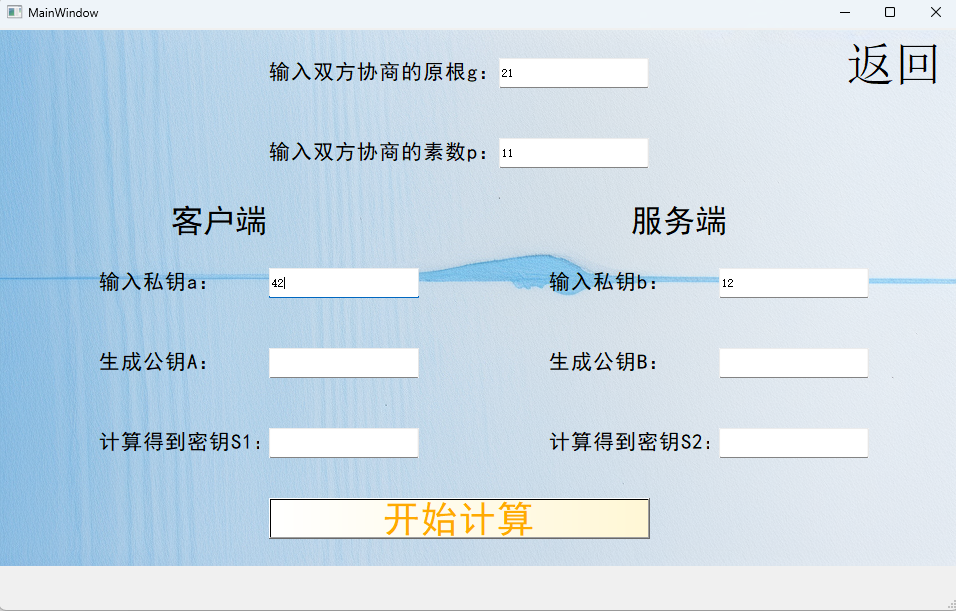 MainWindow
返回
输入双方协商的原根g: 21
输入双方协商的素数p: 11
客户端 服务端
输入私钥a: 42 输入私钥b: 12
生成公钥A: 生成公钥B:
计算得到密钥S1: 计算得到密钥S2:
开始计算